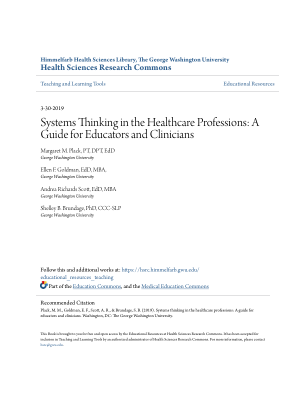 Himmelfarb Health Sciences Library, The George Washington University
Health Sciences Research Commons
Teaching and Learning Tools
Educational Resources
3-30-2019
Systems Thinking in the Healthcare Professions: A
Guide for Educators and Clinicians
Margaret M. Plack, PT, DPT, EdD
George Washington University
Ellen F. Goldman, EdD, MBA,
George Washington University
Andrea Richards Scott, EdD, MBA
George Washington University
Shelley B. Brundage, PhD, CCC-SLP
George Washington University
Follow this and additional works at: https://hsrc.himmelfarb.gwu.edu/
educational_resources_teaching
Part of the Education Commons, and the Medical Education Commons
Recommended Citation
Plack, M. M., Goldman, E. F., Scott, A. R., & Brundage, S. B. (2019). Systems thinking in the healthcare professions: A guide for
educators and clinicians. Washington, DC: The George Washington University.
This Book is brought to you for free and open access by the Educational Resources at Health Sciences Research Commons. It has been accepted for
inclusion in Teaching and Learning Tools by an authorized administrator of Health Sciences Research Commons. For more information, please contact
hsrc@gwu.edu.